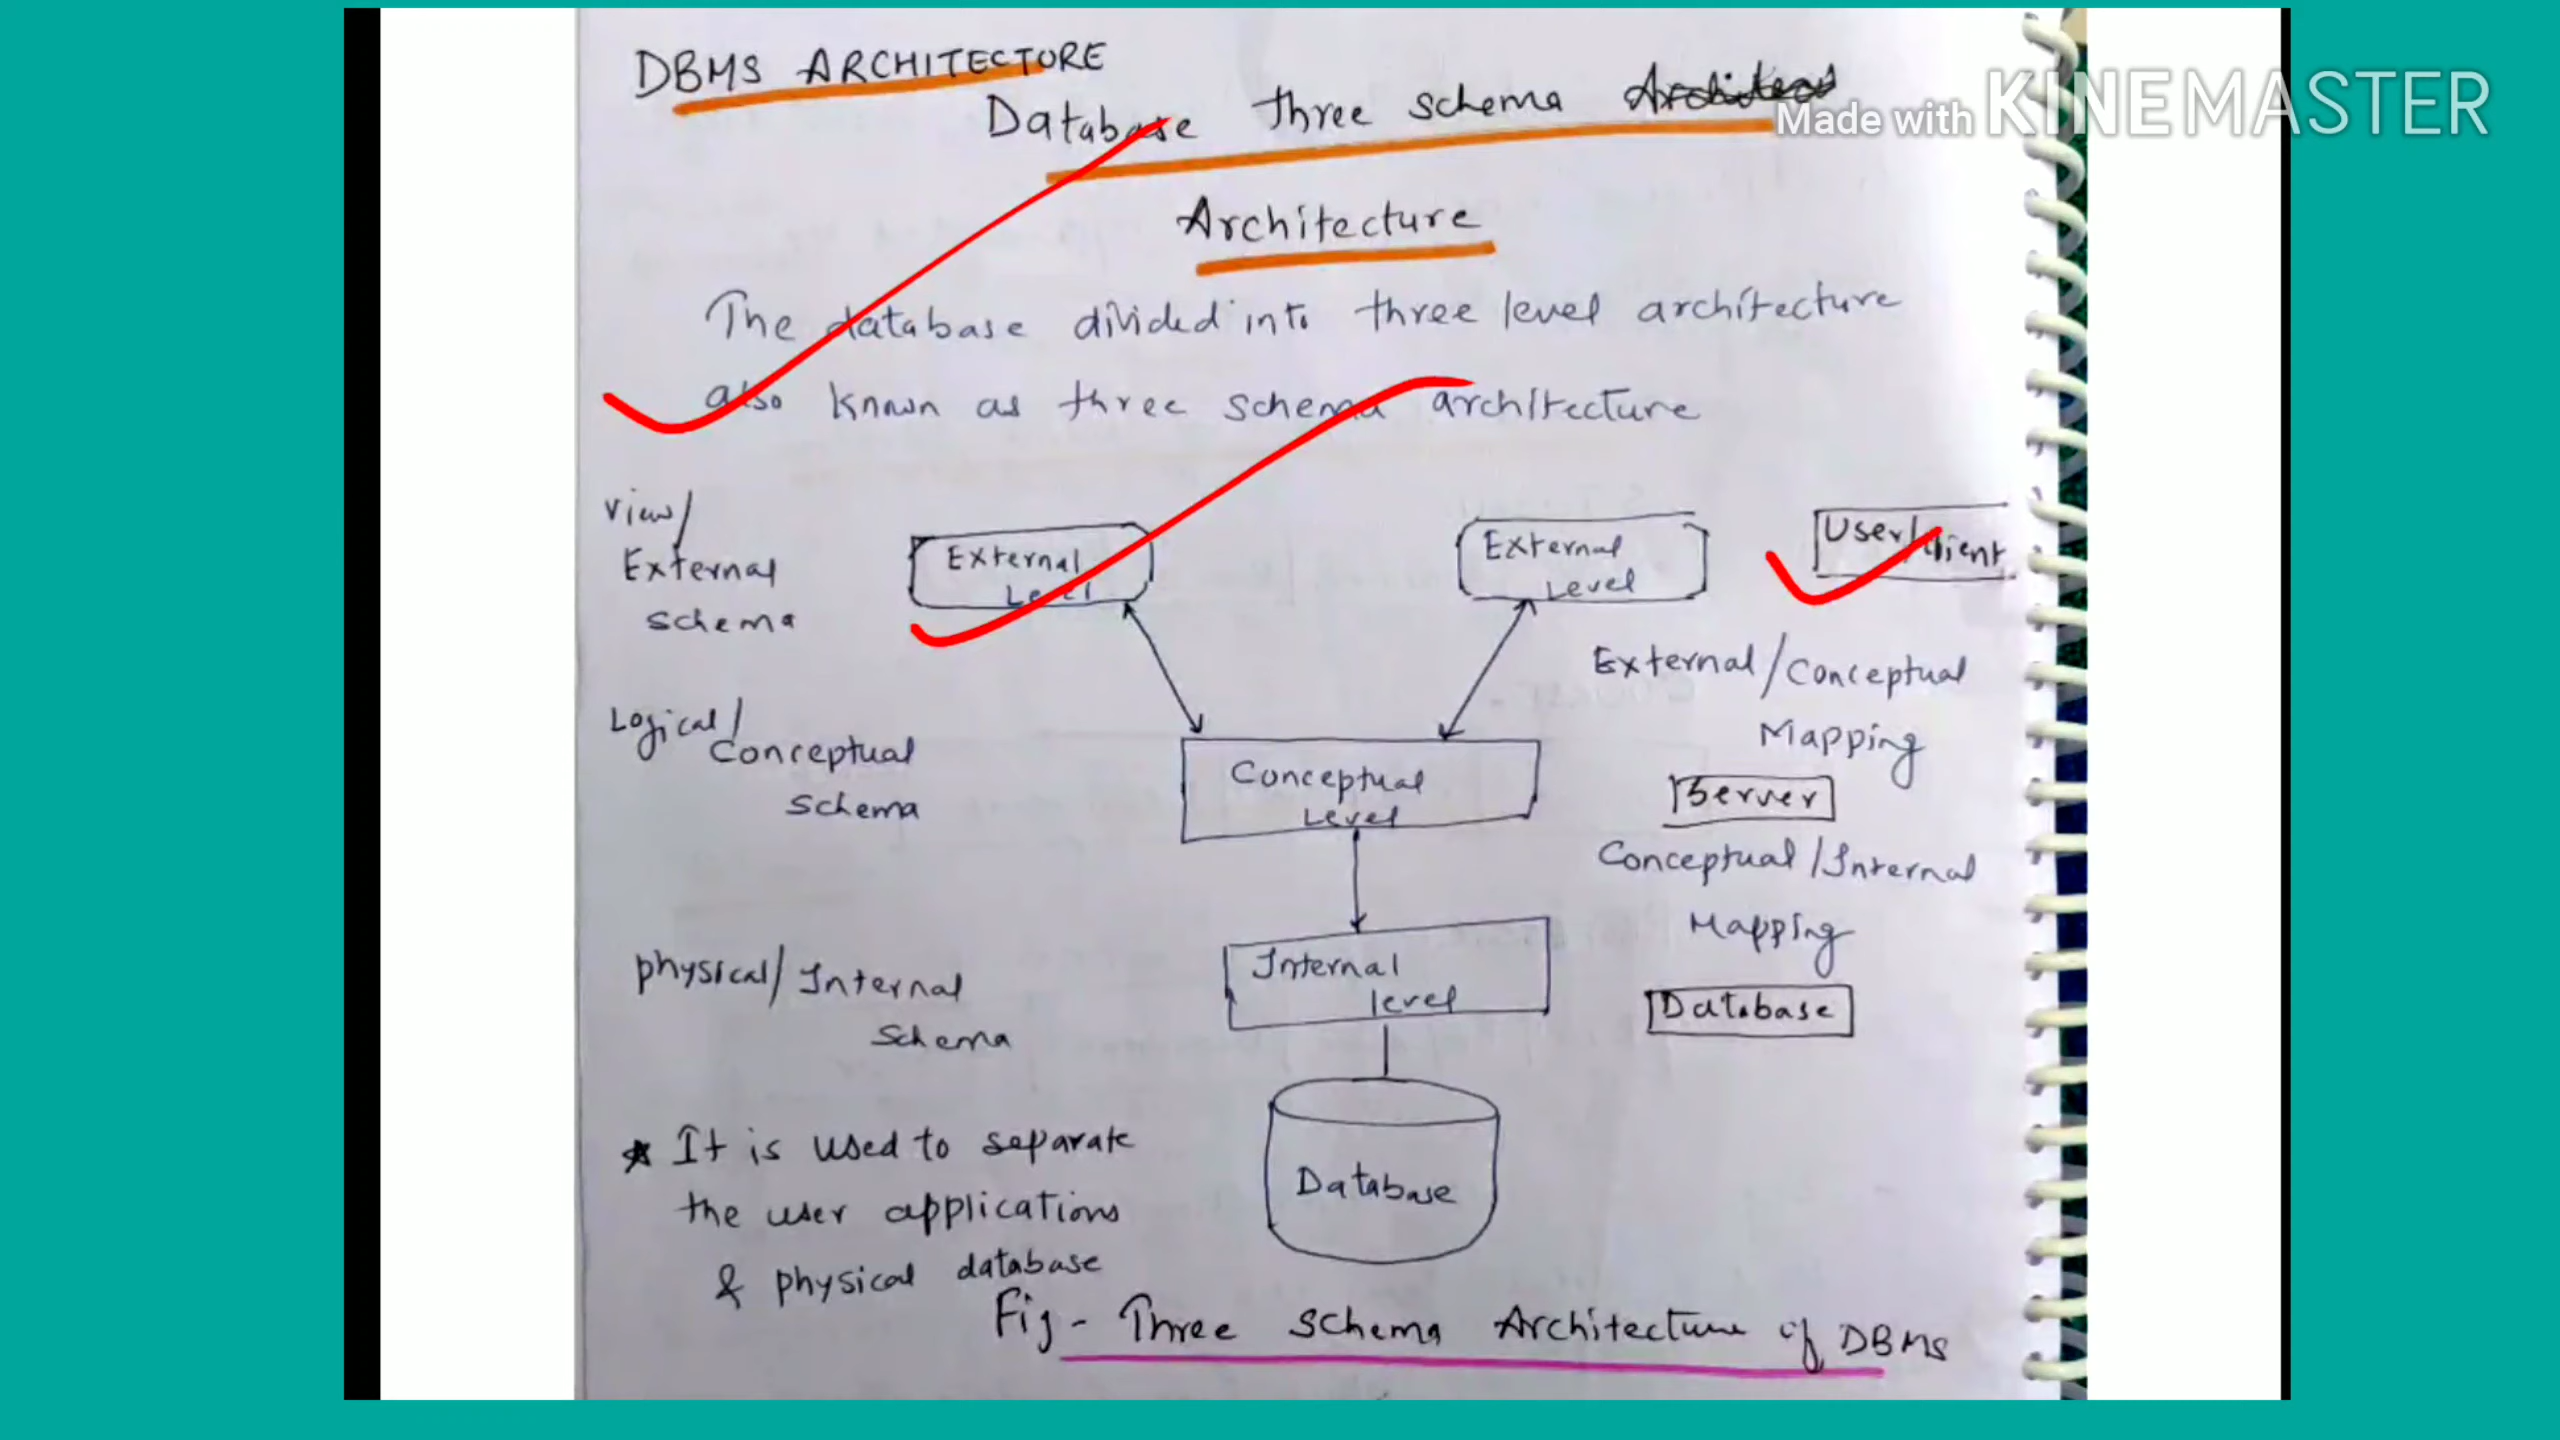 DBMS ARCHITECTURE
Database three schema
Made with KINEMASTER
Architecture
The database divided into three level architecture
also known as three schema architecture
View/
External
Schema
External
Level
External
Level
User/Client
External/Conceptual
Mapping
Logical/
Conceptual
Schema
Conceptual
Level
Server
Conceptual/Internal
Mapping
Physical/Internal
Schema
Internal
level
Database
* It is used to separate
the user applications
& physical database
Database
Fig - Three Schema Architecture of DBMS